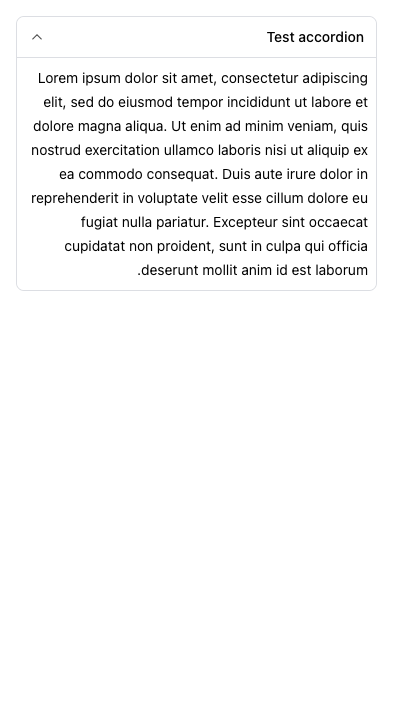 Test accordion
Lorem ipsum dolor sit amet, consectetur adipiscing
elit, sed do eiusmod tempor incididunt ut labore et
dolore magna aliqua. Ut enim ad minim veniam, quis
nostrud exercitation ullamco laboris nisi ut aliquip ex
ea commodo consequat. Duis aute irure dolor in
reprehenderit in voluptate velit esse cillum dolore eu
fugiat nulla pariatur. Excepteur sint occaecat
cupidatat non proident, sunt in culpa qui officia
.deserunt mollit anim id est laborum